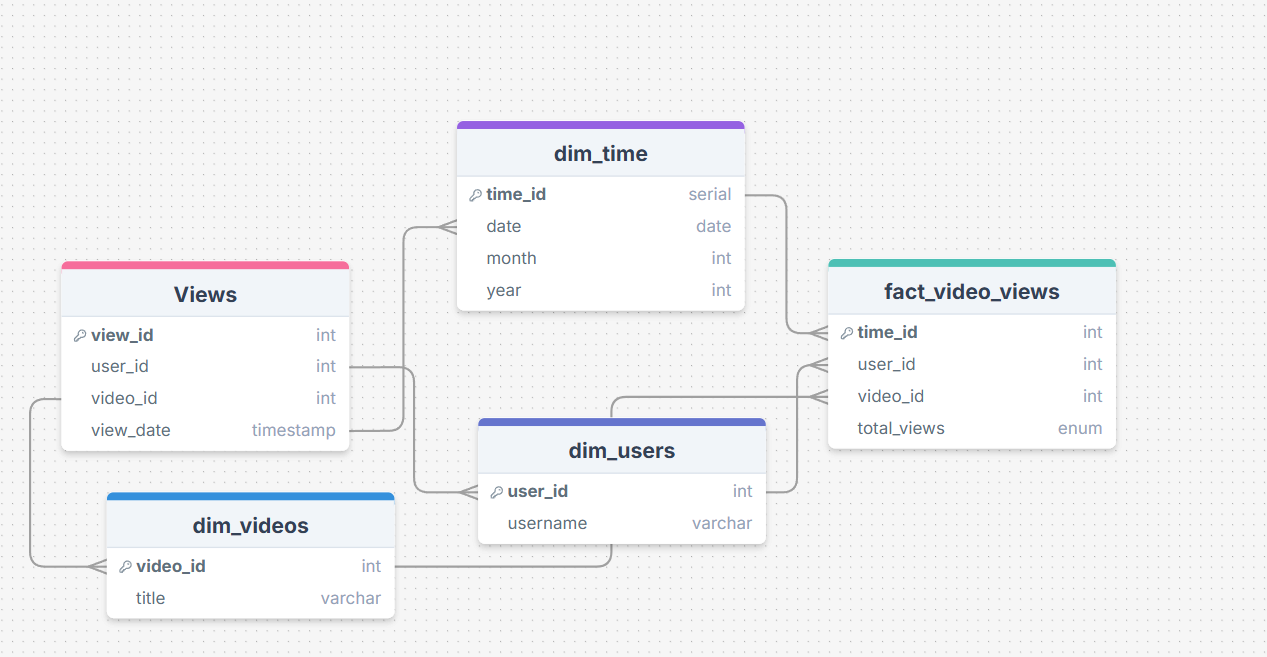 dim_time
time_id serial
date date
month int
year int
Views
view_id int
user_id int
video_id int
view_date timestamp
fact_video_views
time_id int
user_id int
video_id int
total_views enum
dim_users
user_id int
username varchar
dim_videos
video_id int
title varchar